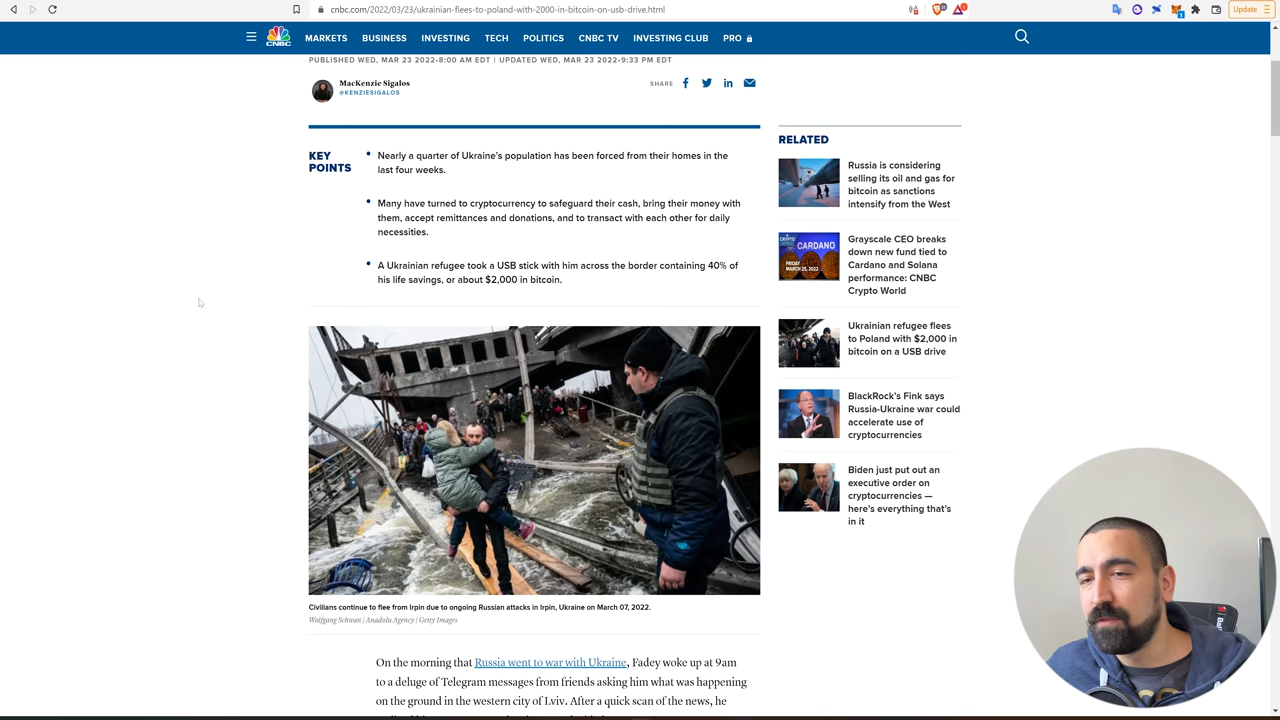 cnbc.com/2022/03/23/ukrainian-flees-to-poland-with-2000-in-bitcoin-on-usb-drive.html
Update
CNBC
MARKETS BUSINESS INVESTING TECH POLITICS CNBC TV INVESTING CLUB PRO
PUBLISHED WED, MAR 23 2022•8:00 AM EDT | UPDATED WED, MAR 23 2022•9:33 PM EDT
MacKenzie Sigalos
@KENZIESIGALOS
SHARE
KEY
POINTS
Nearly a quarter of Ukraine's population has been forced from their homes in the
last four weeks.
Many have turned to cryptocurrency to safeguard their cash, bring their money with
them, accept remittances and donations, and to transact with each other for daily
necessities.
A Ukrainian refugee took a USB stick with him across the border containing 40% of
his life savings, or about $2,000 in bitcoin.
Civilians continue to flee from Irpin due to ongoing Russian attacks in Irpin, Ukraine on March 07, 2022.
Wolfgang Schwan | Anadolu Agency | Getty Images
On the morning that Russia went to war with Ukraine, Fadey woke up at 9am
to a deluge of Telegram messages from friends asking him what was happening
on the ground in the western city of Lviv. After a quick scan of the news, he
RELATED
Russia is considering
selling its oil and gas for
bitcoin as sanctions
intensify from the West
CRYPTO
CARDANO
FRIDAY
MARCH 25, 2022
Grayscale CEO breaks
down new fund tied to
Cardano and Solana
performance: CNBC
Crypto World
Ukrainian refugee flees
to Poland with $2,000 in
bitcoin on a USB drive
BlackRock's Fink says
Russia-Ukraine war could
accelerate use of
cryptocurrencies
Biden just put out an
executive order on
cryptocurrencies —
here's everything that's
in it